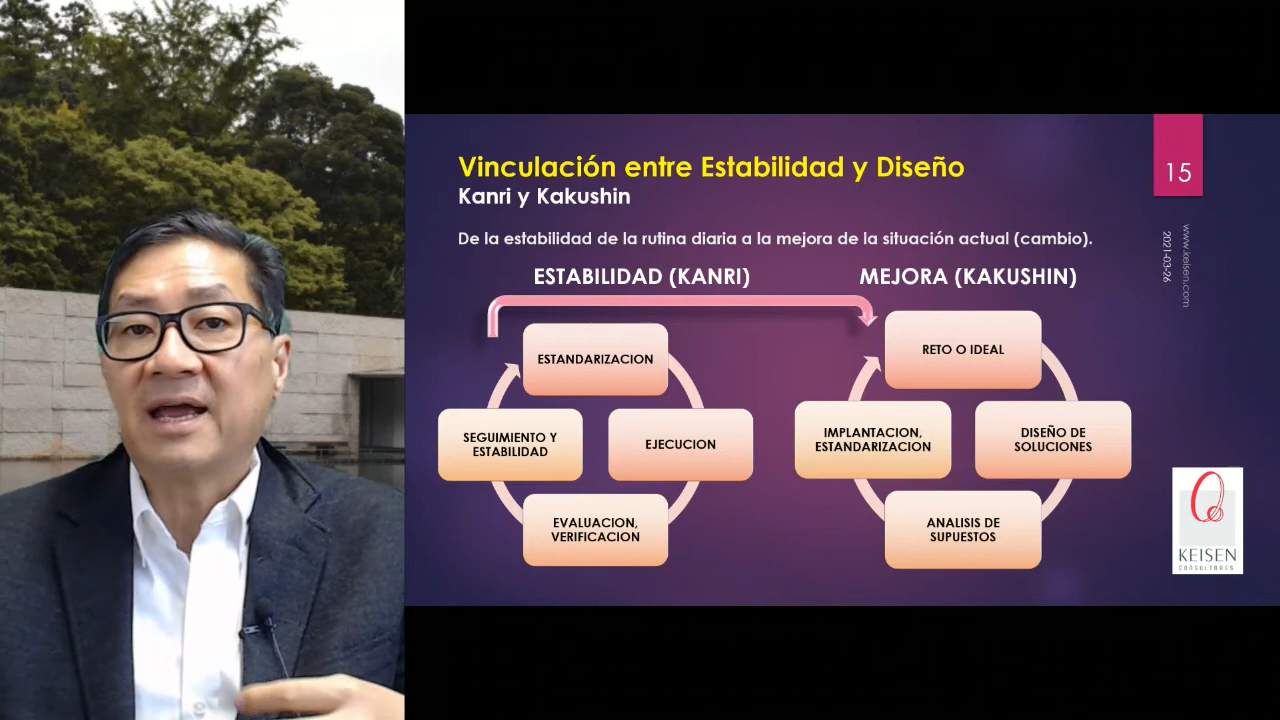 Vinculación entre Estabilidad y Diseño
Kanri y Kakushin
15
www.keisen.com
2021-03-26
De la estabilidad de la rutina diaria a la mejora de la situación actual (cambio).
ESTABILIDAD (KANRI)
ESTANDARIZACION
EJECUCION
EVALUACION,
VERIFICACION
SEGUIMIENTO Y
ESTABILIDAD
MEJORA (KAKUSHIN)
RETO O IDEAL
DISEÑO DE
SOLUCIONES
ANALISIS DE
SUPUESTOS
IMPLANTACION,
ESTANDARIZACION
KEISEN
CONSULTORES